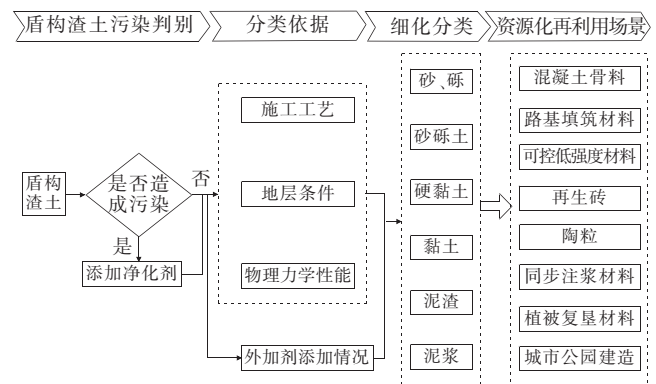 盾构渣土污染判别
分类依据
细化分类
资源化再利用场景
盾构
渣土
是否造
成污染
否
是
添加净化剂
施工工艺
地层条件
物理力学性能
外加剂添加情况
砂、砾
砂砾土
硬黏土
黏土
泥渣
泥浆
混凝土骨料
路基填筑材料
可控低强度材料
再生砖
陶粒
同步注浆材料
植被复垦材料
城市公园建造